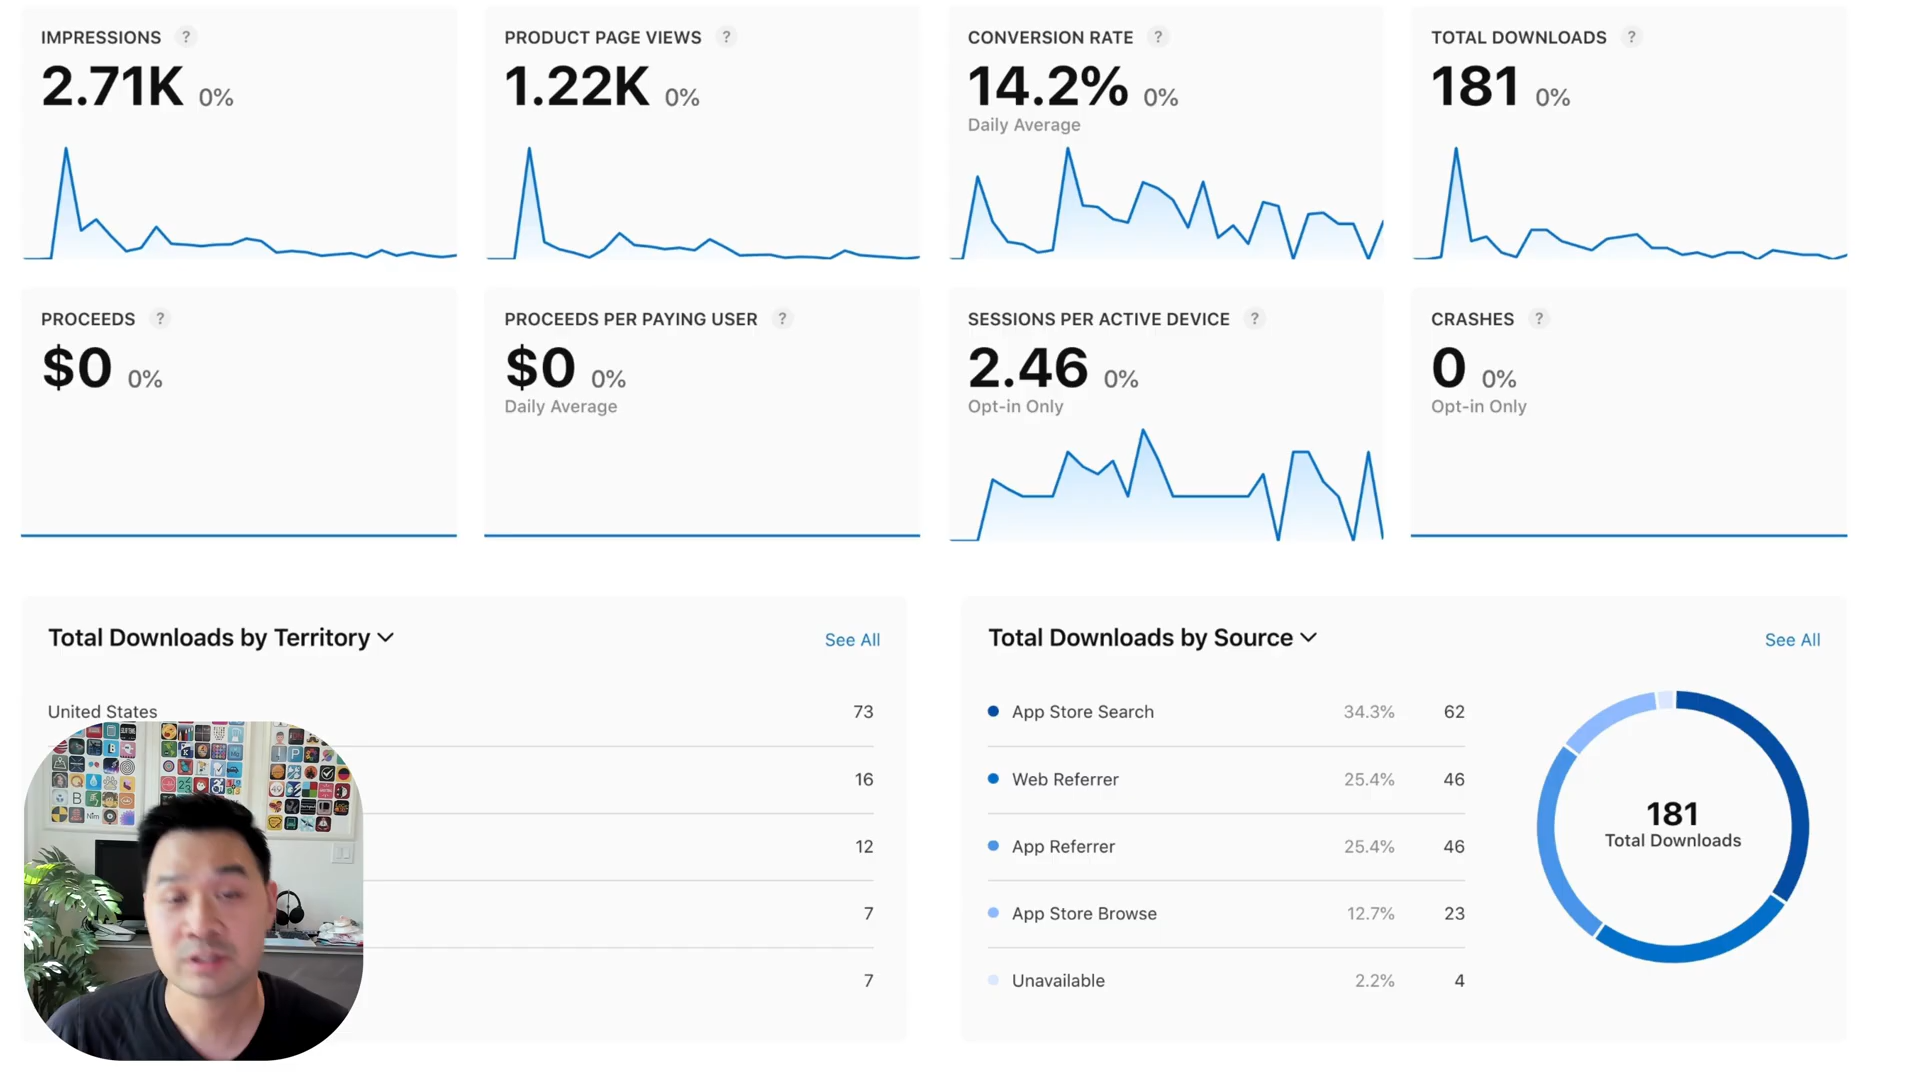 IMPRESSIONS ?
2.71K 0%
PRODUCT PAGE VIEWS ?
1.22K 0%
CONVERSION RATE ?
14.2% 0%
Daily Average
TOTAL DOWNLOADS ?
181 0%
PROCEEDS ?
$0 0%
PROCEEDS PER PAYING USER ?
$0 0%
Daily Average
SESSIONS PER ACTIVE DEVICE ?
2.46 0%
Opt-in Only
CRASHES ?
0 0%
Opt-in Only
Total Downloads by Territory
See All
United States 73
16
12
7
7
Total Downloads by Source
See All
App Store Search 34.3% 62
Web Referrer 25.4% 46
App Referrer 25.4% 46
App Store Browse 12.7% 23
Unavailable 2.2% 4
181
Total Downloads